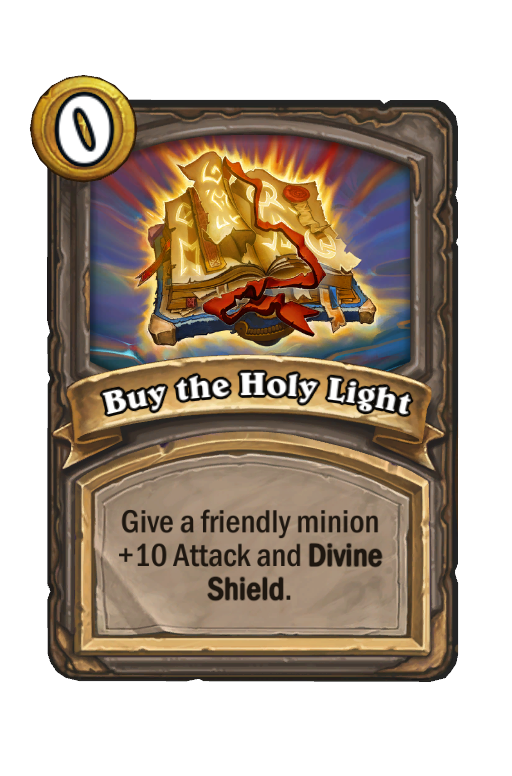 0
Buy the Holy Light
Give a friendly minion
+10 Attack and Divine
Shield.